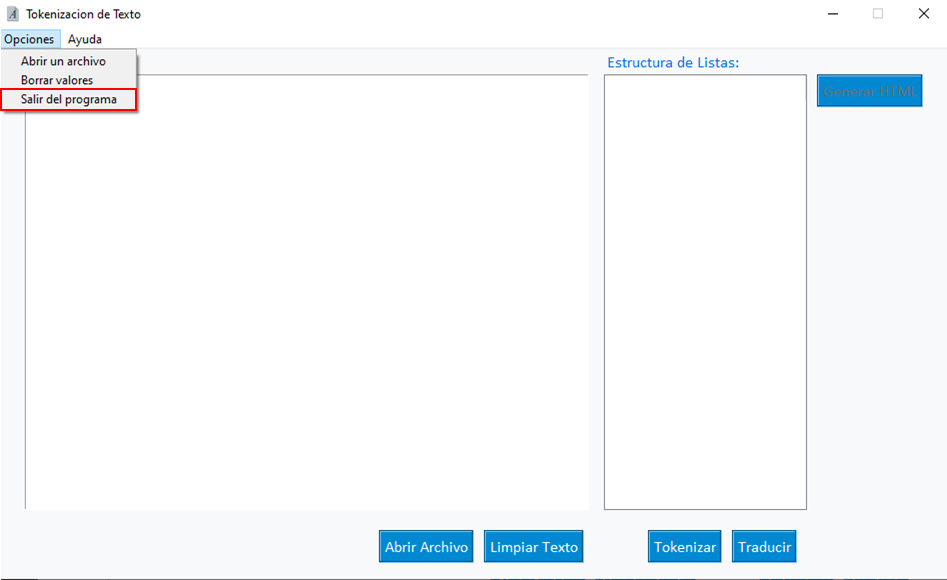 Tokenizacion de Texto
Opciones Ayuda
Abrir un archivo
Borrar valores
Salir del programa
Estructura de Listas:
Generar HTML
Abrir Archivo Limpiar Texto Tokenizar Traducir